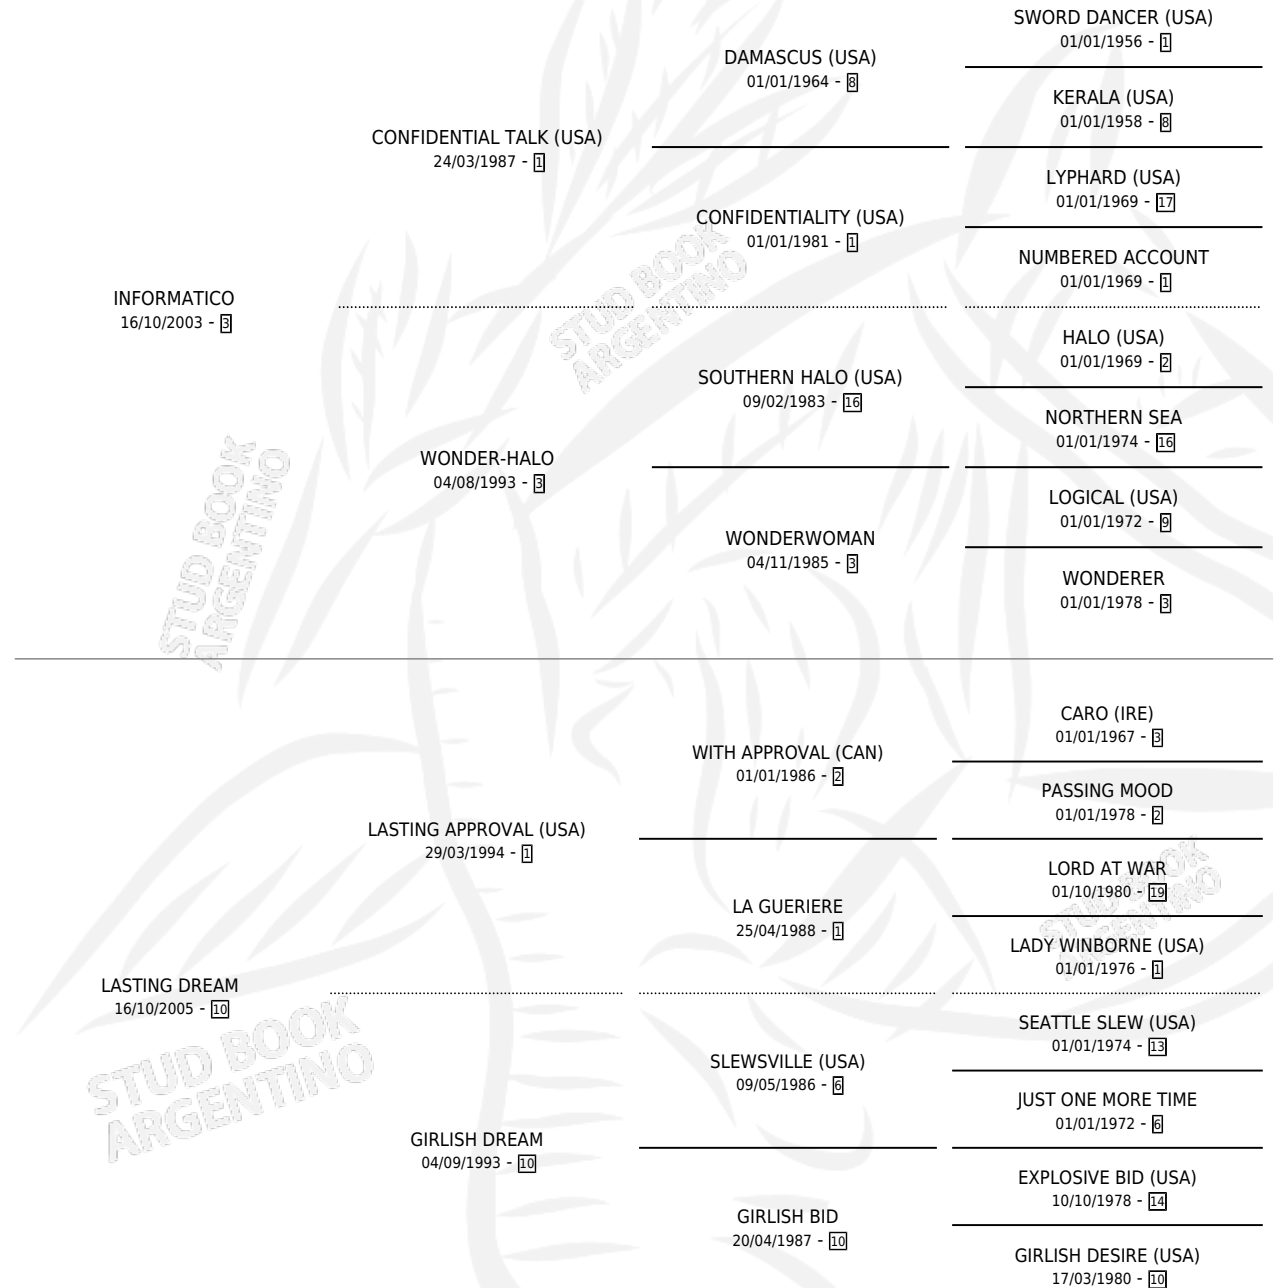 SWORD DANCER (USA)
01/01/1956 - 1
DAMASCUS (USA)
01/01/1964 - 8
KERALA (USA)
01/01/1958 - 8
CONFIDENTIAL TALK (USA)
24/03/1987 - 1
LYPHARD (USA)
01/01/1969 - 17
CONFIDENTIALITY (USA)
01/01/1981 - 1
NUMBERED ACCOUNT
01/01/1969 - 1
INFORMATICO
16/10/2003 - 3
HALO (USA)
01/01/1969 - 2
SOUTHERN HALO (USA)
09/02/1983 - 16
NORTHERN SEA
01/01/1974 - 16
WONDER-HALO
04/08/1993 - 3
LOGICAL (USA)
01/01/1972 - 9
WONDERWOMAN
04/11/1985 - 3
WONDERER
01/01/1978 - 3
CARO (IRE)
01/01/1967 - 3
WITH APPROVAL (CAN)
01/01/1986 - 2
PASSING MOOD
01/01/1978 - 2
LASTING APPROVAL (USA)
29/03/1994 - 1
LORD AT WAR
01/10/1980 - 19
LA GUERIERE
25/04/1988 - 1
LADY WINBORNE (USA)
01/01/1976 - 1
LASTING DREAM
16/10/2005 - 10
SEATTLE SLEW (USA)
01/01/1974 - 13
SLEWSVILLE (USA)
09/05/1986 - 6
JUST ONE MORE TIME
01/01/1972 - 6
GIRLISH DREAM
04/09/1993 - 10
EXPLOSIVE BID (USA)
10/10/1978 - 14
GIRLISH BID
20/04/1987 - 10
GIRLISH DESIRE (USA)
17/03/1980 - 10
STUD BOOK
ARGENTINO
STUD BOOK
ARGENTINO
STUD BOOK
ARGENTINO
STUD BOOK
ARGENTINO